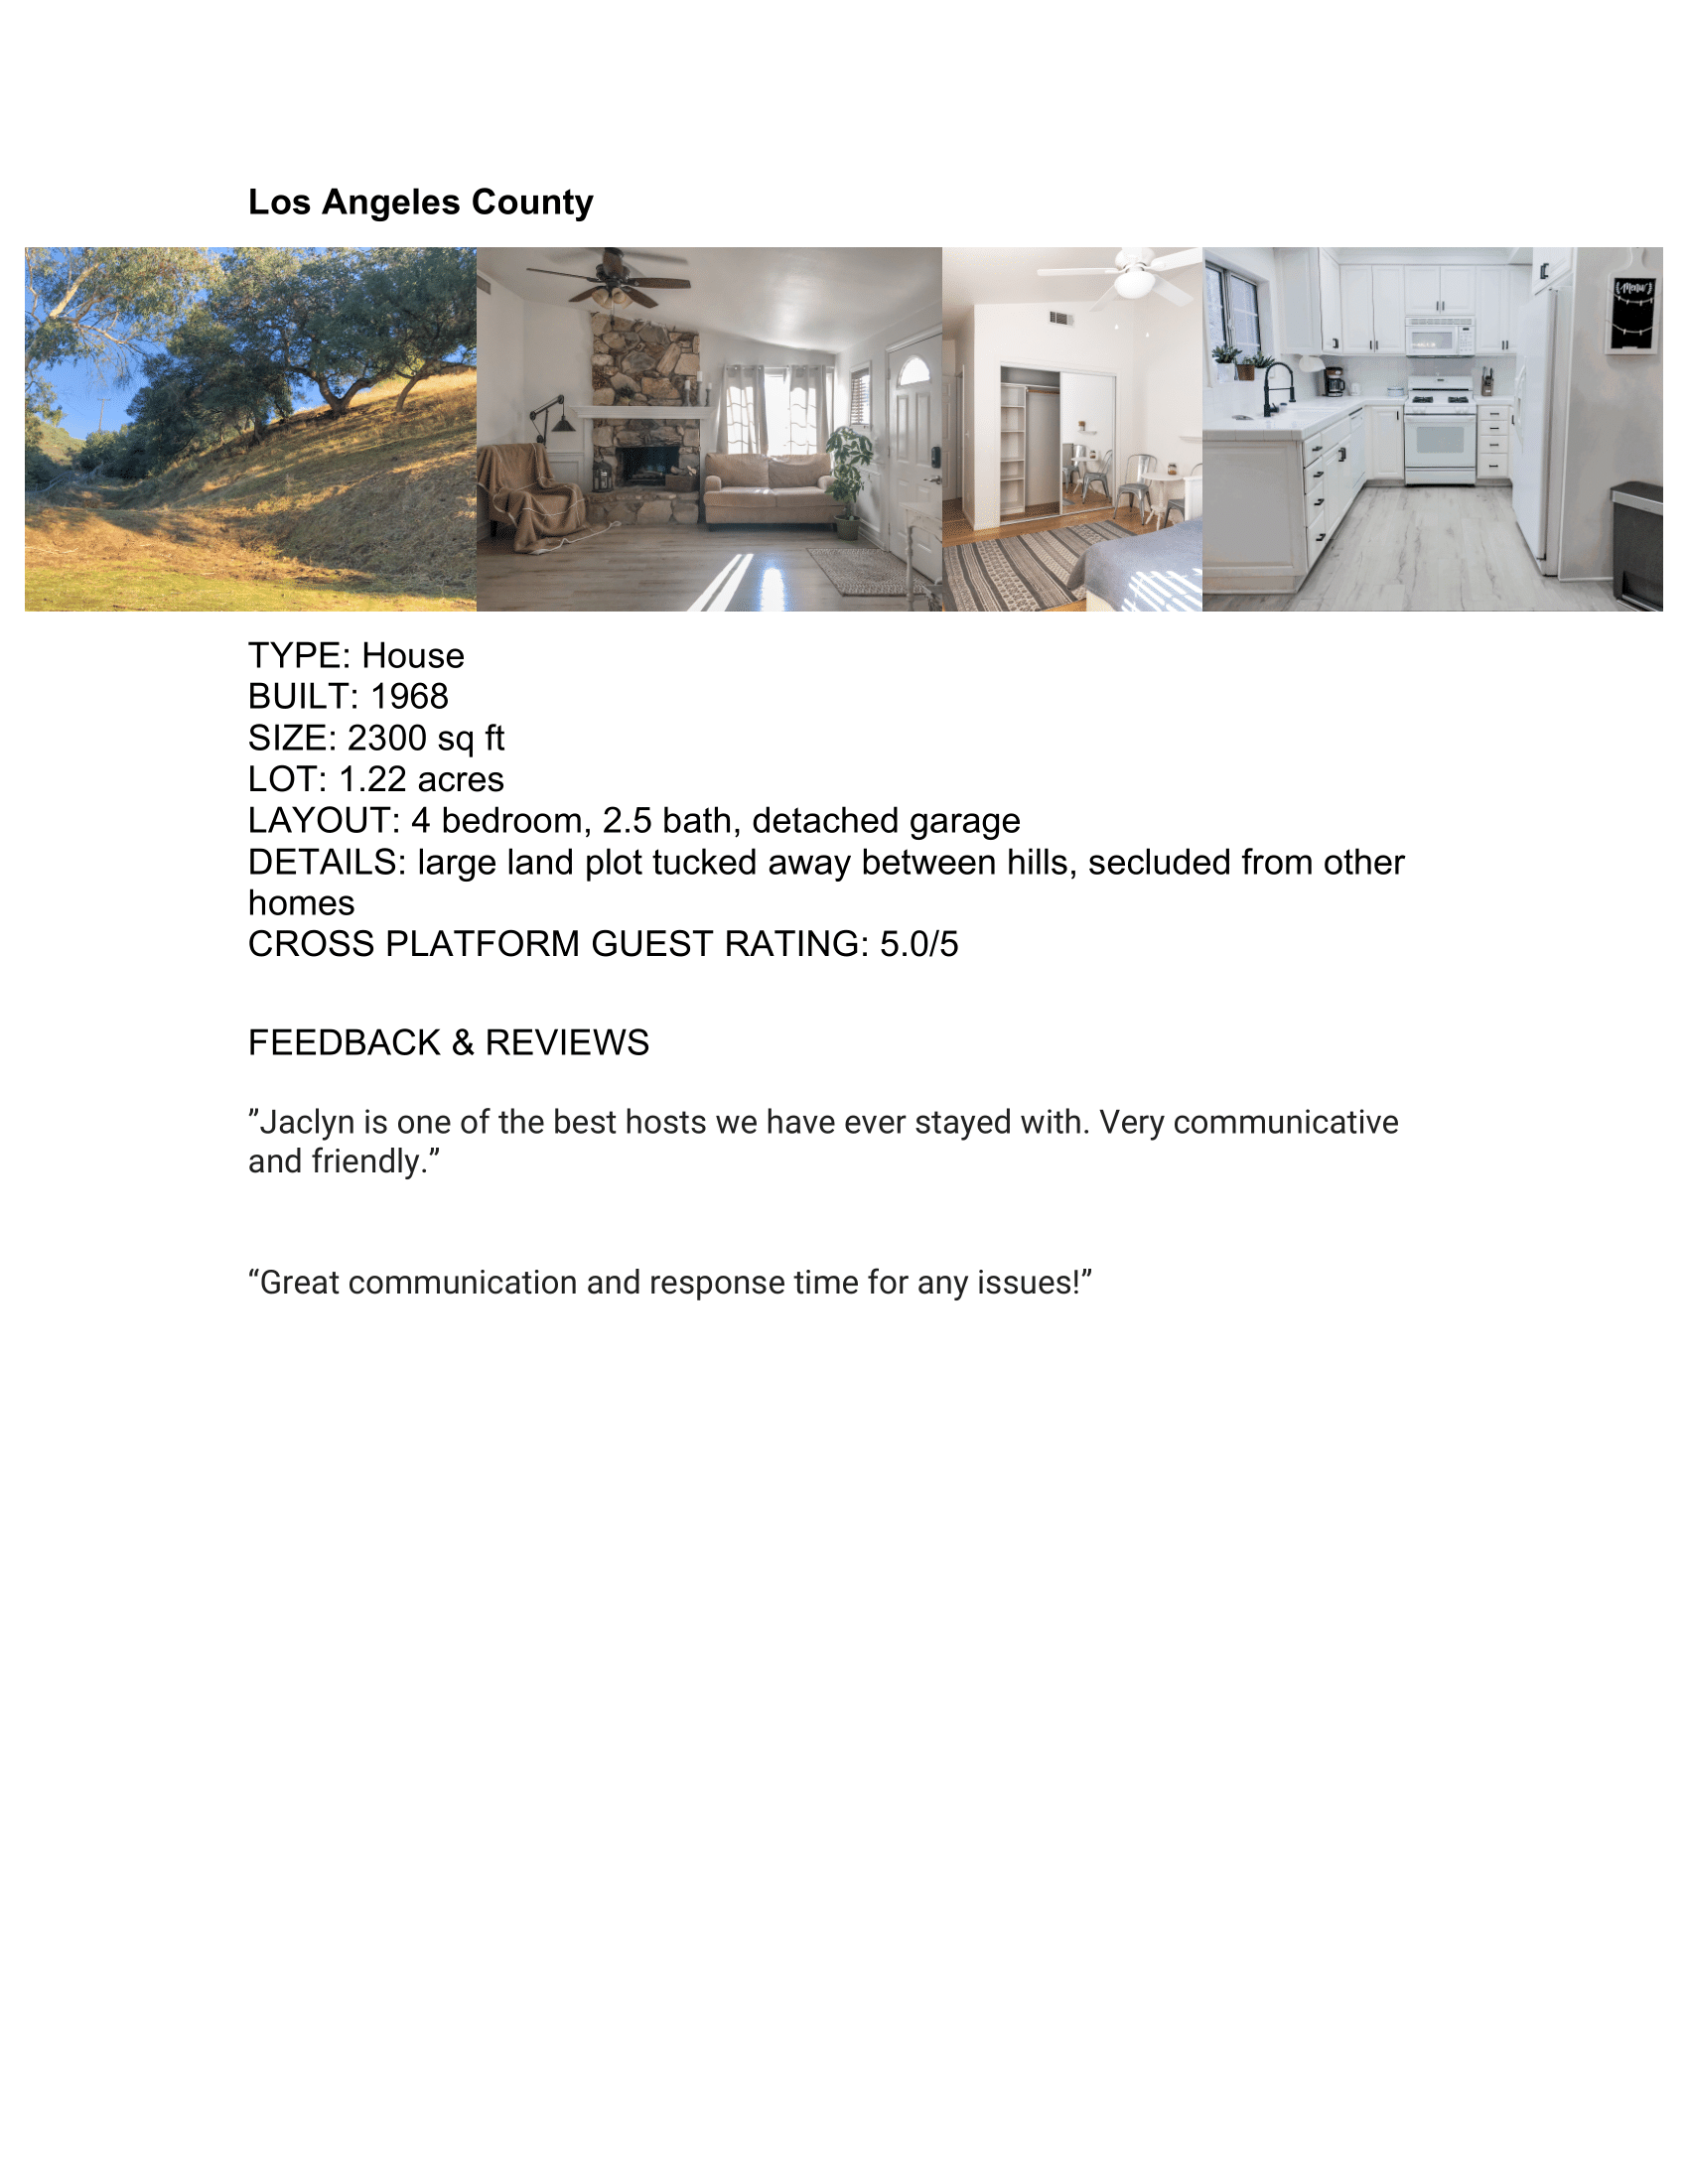 Los Angeles County
Menu
TYPE: House
BUILT: 1968
SIZE: 2300 sq ft
LOT: 1.22 acres
LAYOUT: 4 bedroom, 2.5 bath, detached garage
DETAILS: large land plot tucked away between hills, secluded from other
homes
CROSS PLATFORM GUEST RATING: 5.0/5
FEEDBACK & REVIEWS
”Jaclyn is one of the best hosts we have ever stayed with. Very communicative
and friendly.”
“Great communication and response time for any issues!”